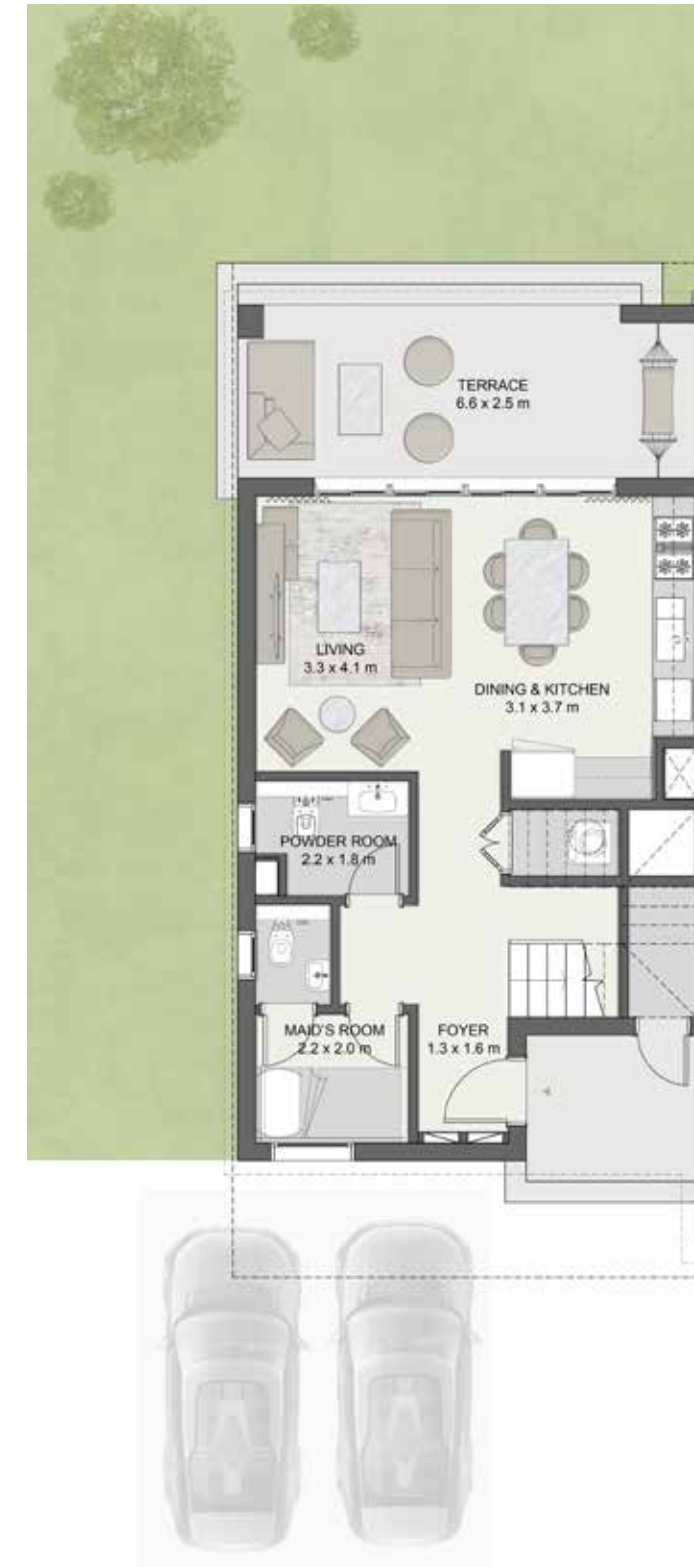 TERRACE
6.6 x 2.5 m
LIVING
3.3 x 4.1 m
DINING & KITCHEN
3.1 x 3.7 m
POWDER ROOM
2.2 x 1.8 m
MAID'S ROOM
2.2 x 2.0 m
FOYER
1.3 x 1.6 m